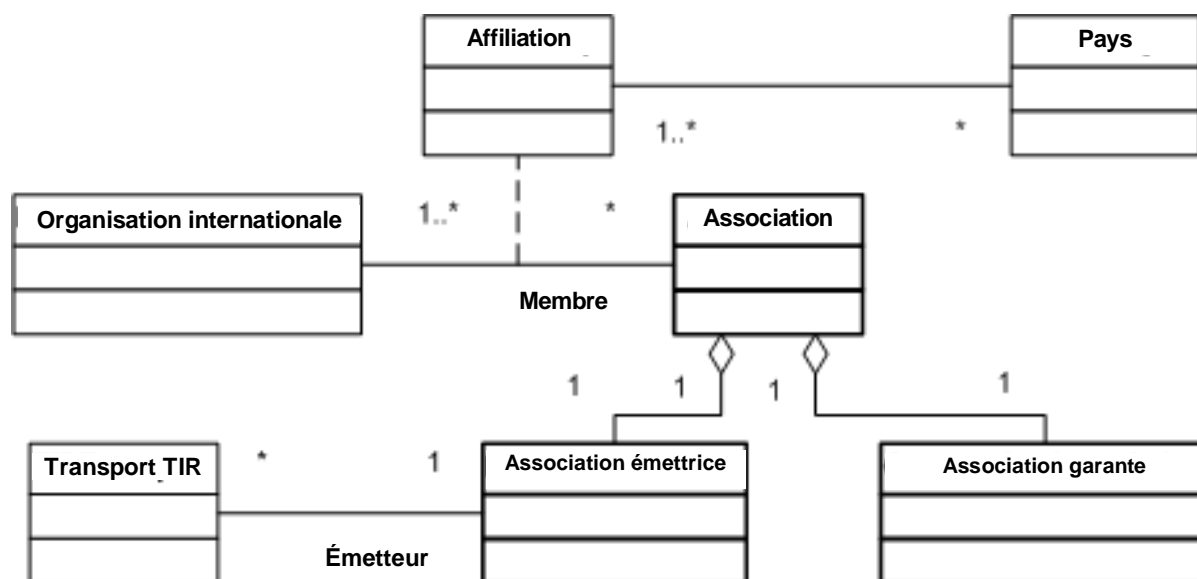 Affiliation
Pays
1..*
*
Organisation internationale
1..*
*
Association
Membre
1
1
1
1
Transport TIR
*
1
Association émettrice
Association garante
Émetteur